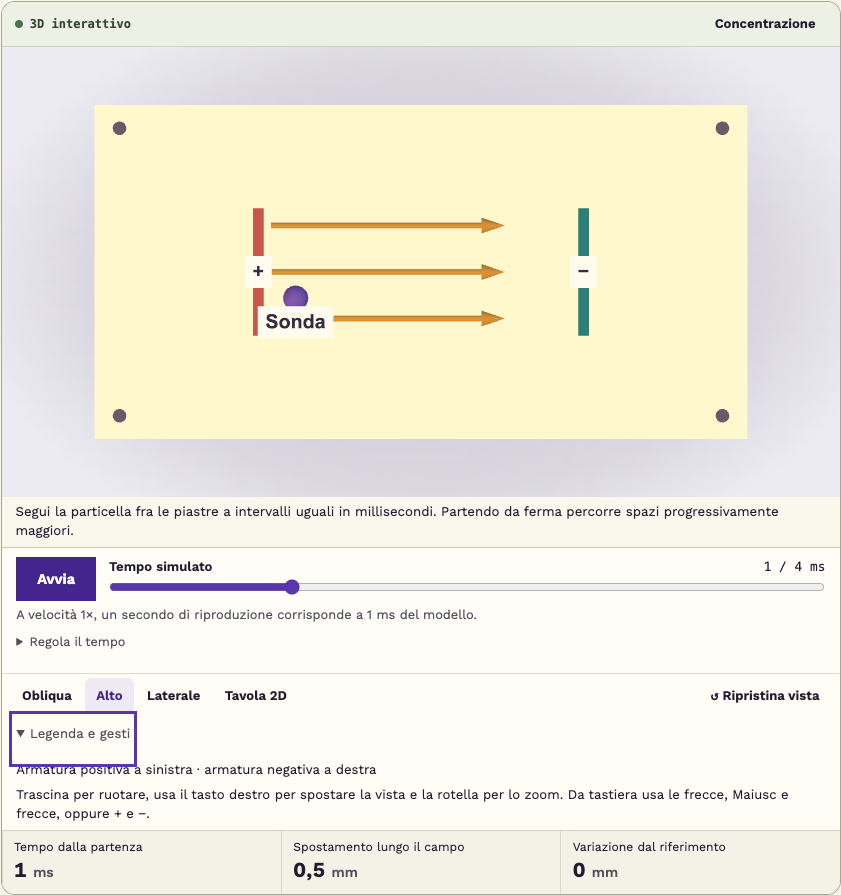 3D interattivo
Concentrazione
+
−
Sonda
Segui la particella fra le piastre a intervalli uguali in millisecondi. Partendo da ferma percorre spazi progressivamente
maggiori.
Avvia
Tempo simulato
1 / 4 ms
A velocità 1×, un secondo di riproduzione corrisponde a 1 ms del modello.
▶ Regola il tempo
Obliqua
Alto
Laterale
Tavola 2D
↺ Ripristina vista
▼ Legenda e gesti
Armatura positiva a sinistra · armatura negativa a destra
Trascina per ruotare, usa il tasto destro per spostare la vista e la rotella per lo zoom. Da tastiera usa le frecce, Maiusc e
frecce, oppure + e −.
Tempo dalla partenza
1 ms
Spostamento lungo il campo
0,5 mm
Variazione dal riferimento
0 mm